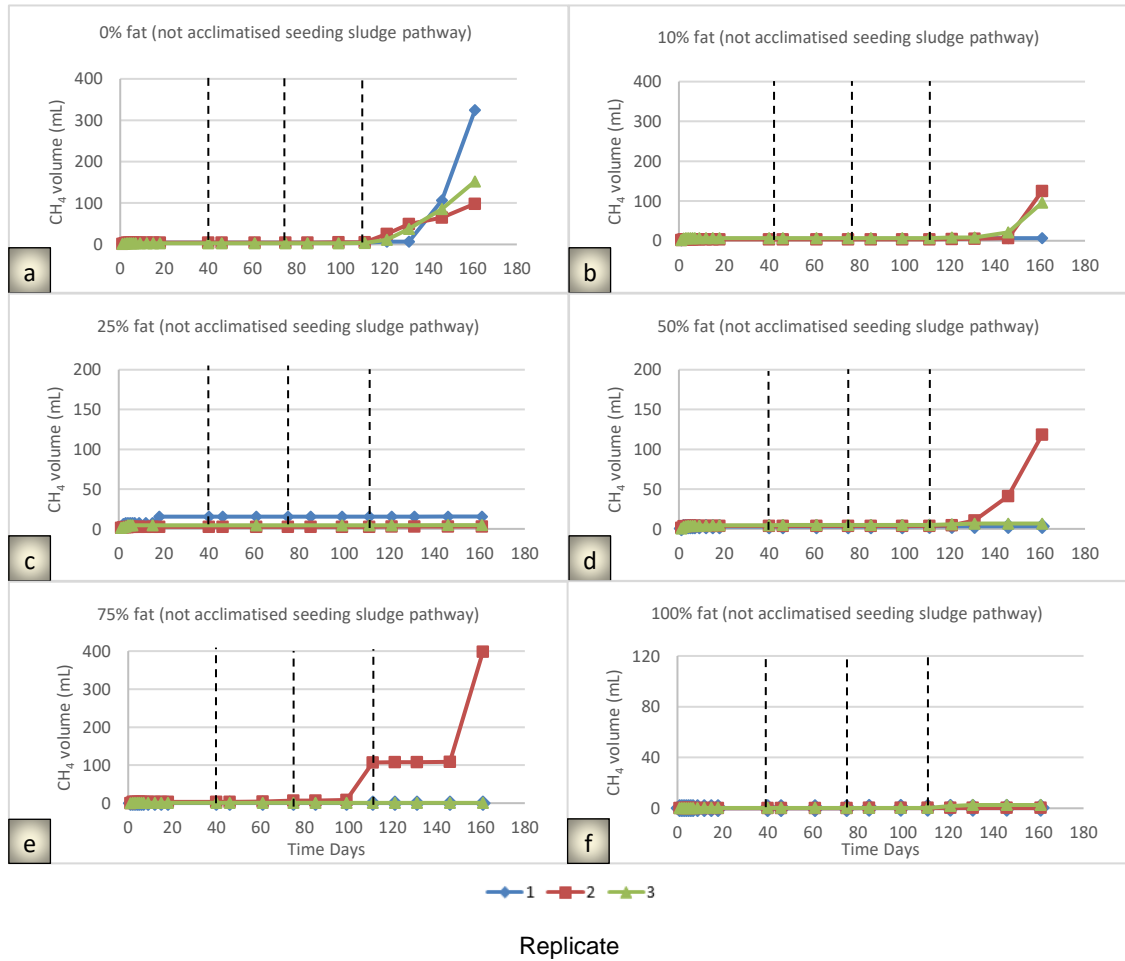 0% fat (not acclimatised seeding sludge pathway)
CH₄ volume (mL)
400
300
200
100
0
0 20 40 60 80 100 120 140 160 180
a
10% fat (not acclimatised seeding sludge pathway)
CH₄ volume (mL)
400
300
200
100
0
0 20 40 60 80 100 120 140 160 180
b
25% fat (not acclimatised seeding sludge pathway)
CH₄ volume (mL)
200
150
100
50
0
0 20 40 60 80 100 120 140 160 180
c
50% fat (not acclimatised seeding sludge pathway)
CH₄ volume (mL)
200
150
100
50
0
0 20 40 60 80 100 120 140 160 180
d
75% fat (not acclimatised seeding sludge pathway)
CH₄ volume (mL)
400
300
200
100
0
0 20 40 60 80 100 120 140 160 180
Time Days
e
100% fat (not acclimatised seeding sludge pathway)
CH₄ volume (mL)
120
80
40
0
0 20 40 60 80 100 120 140 160 180
Time Days
f
1 2 3
Replicate